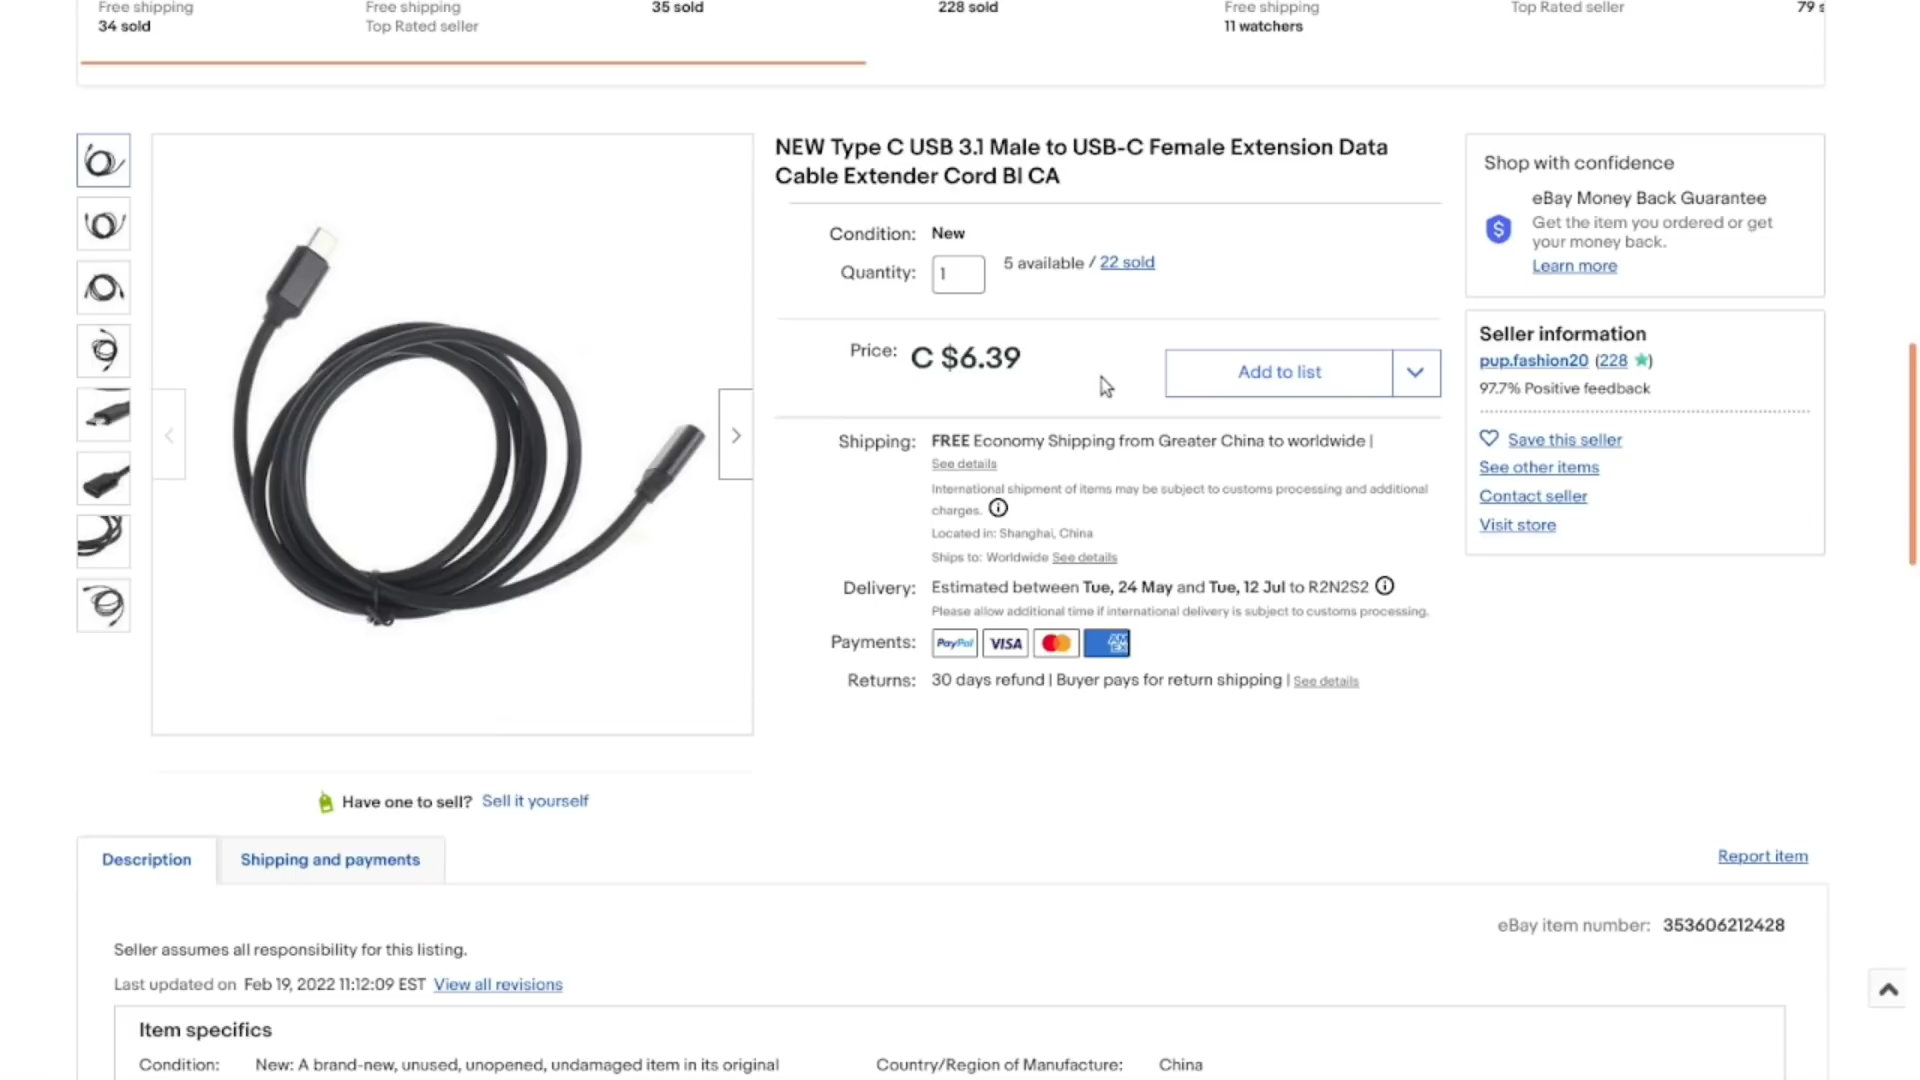 Free shipping
34 sold
Free shipping
Top Rated seller
35 sold
228 sold
Free shipping
11 watchers
Top Rated seller
79 s
NEW Type C USB 3.1 Male to USB-C Female Extension Data
Cable Extender Cord BI CA
Condition: New
Quantity: 1 5 available / 22 sold
Price: C $6.39
Add to list
Shipping: FREE Economy Shipping from Greater China to worldwide |
See details
International shipment of items may be subject to customs processing and additional
charges.
Located in: Shanghai, China
Ships to: Worldwide See details
Delivery: Estimated between Tue, 24 May and Tue, 12 Jul to R2N2S2
Please allow additional time if international delivery is subject to customs processing.
Payments: PayPal VISA AM EX
Returns: 30 days refund | Buyer pays for return shipping | See details
Shop with confidence
eBay Money Back Guarantee
Get the item you ordered or get
your money back.
Learn more
Seller information
pup.fashion20 (228 )
97.7% Positive feedback
Save this seller
See other items
Contact seller
Visit store
Have one to sell? Sell it yourself
Description
Shipping and payments
Report item
eBay item number: 353606212428
Seller assumes all responsibility for this listing.
Last updated on Feb 19, 2022 11:12:09 EST View all revisions
Item specifics
Condition: New: A brand-new, unused, unopened, undamaged item in its original
Country/Region of Manufacture: China